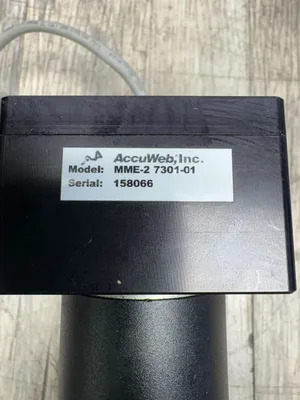 AccuWeb, Inc.
Model: MME-2 7301-01
Serial: 158066